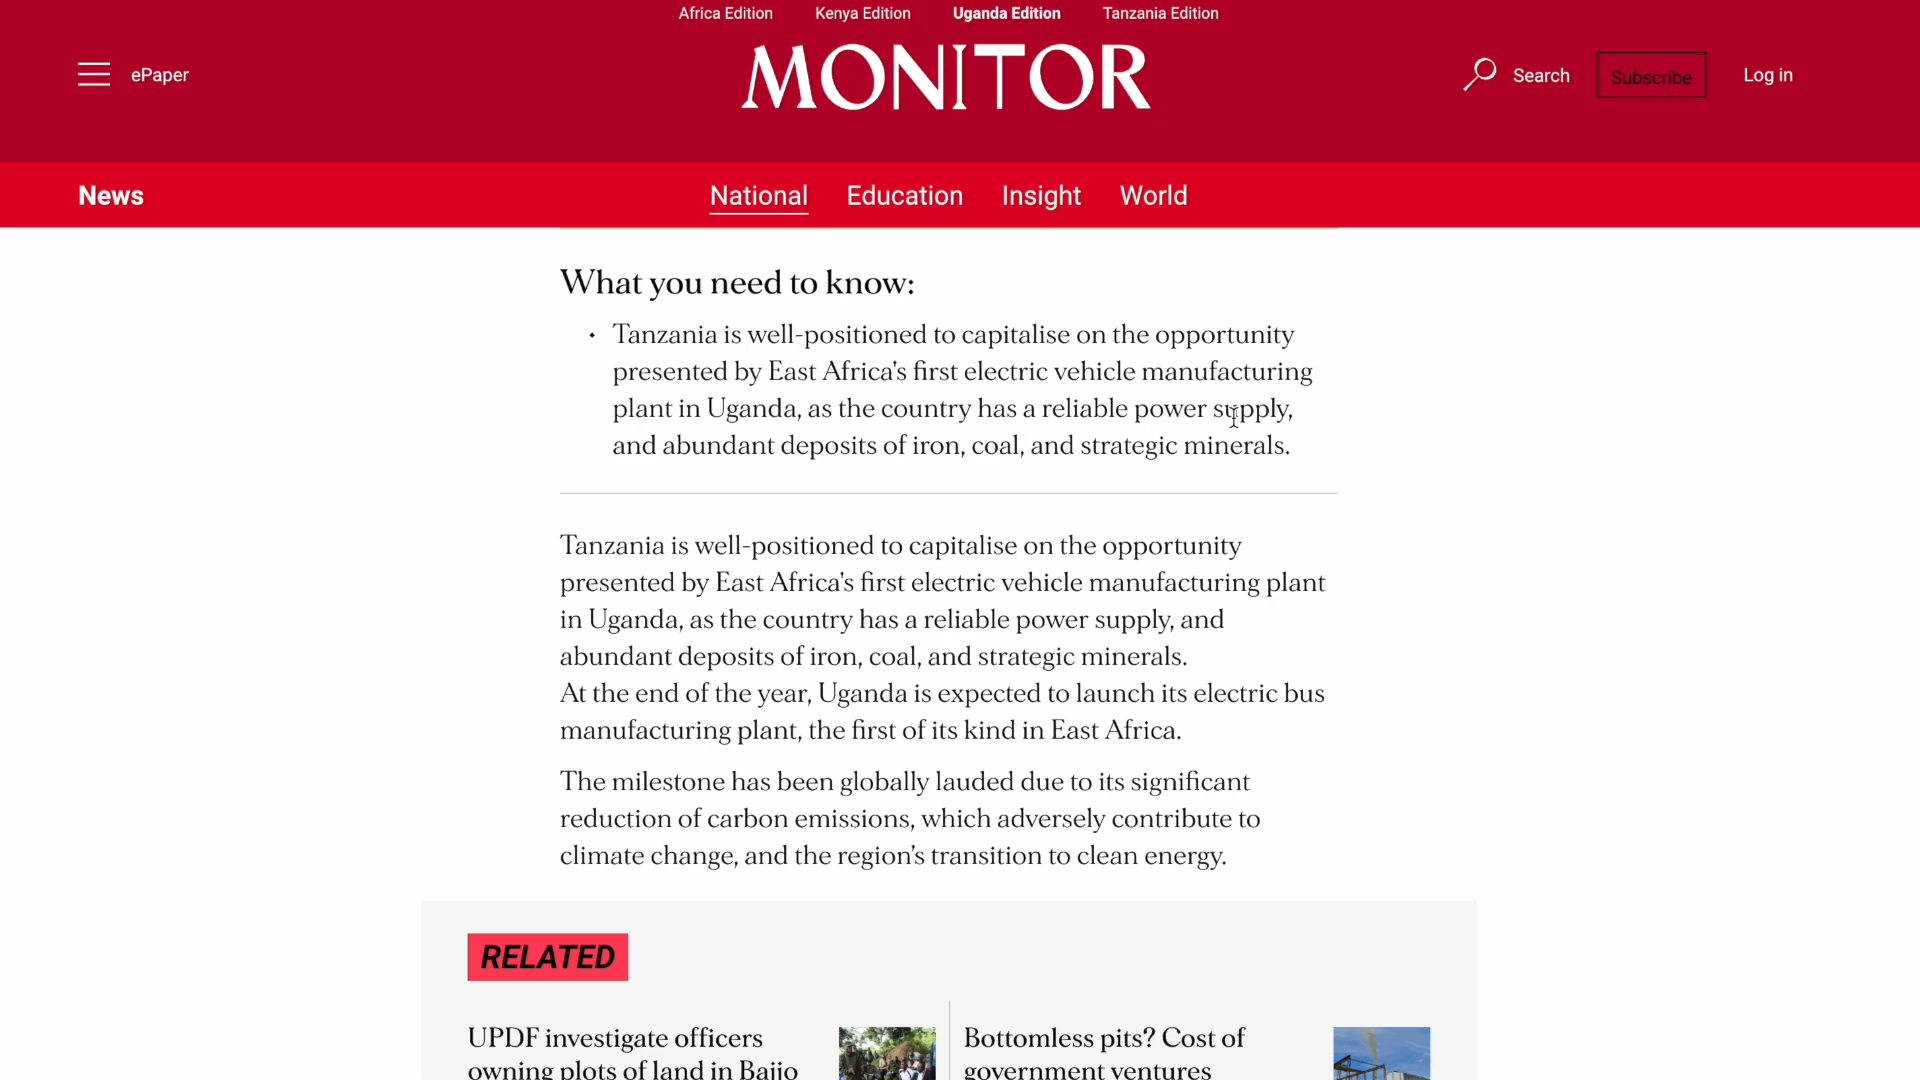 Africa Edition Kenya Edition Uganda Edition Tanzania Edition
ePaper
MONITOR
Search
Subscribe
Log in
News
National Education Insight World
What you need to know:
• Tanzania is well-positioned to capitalise on the opportunity
presented by East Africa's first electric vehicle manufacturing
plant in Uganda, as the country has a reliable power supply,
and abundant deposits of iron, coal, and strategic minerals.
Tanzania is well-positioned to capitalise on the opportunity
presented by East Africa's first electric vehicle manufacturing plant
in Uganda, as the country has a reliable power supply, and
abundant deposits of iron, coal, and strategic minerals.
At the end of the year, Uganda is expected to launch its electric bus
manufacturing plant, the first of its kind in East Africa.
The milestone has been globally lauded due to its significant
reduction of carbon emissions, which adversely contribute to
climate change, and the region's transition to clean energy.
RELATED
UPDF investigate officers
owning plots of land in Bajjo
Bottomless pits? Cost of
government ventures